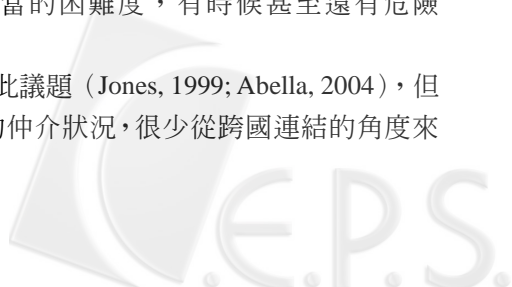 當的困難度，有時候甚至還有危險
此議題（Jones, 1999; Abella, 2004），但
仲介狀況，很少從跨國連結的角度來
C.E.P.S.